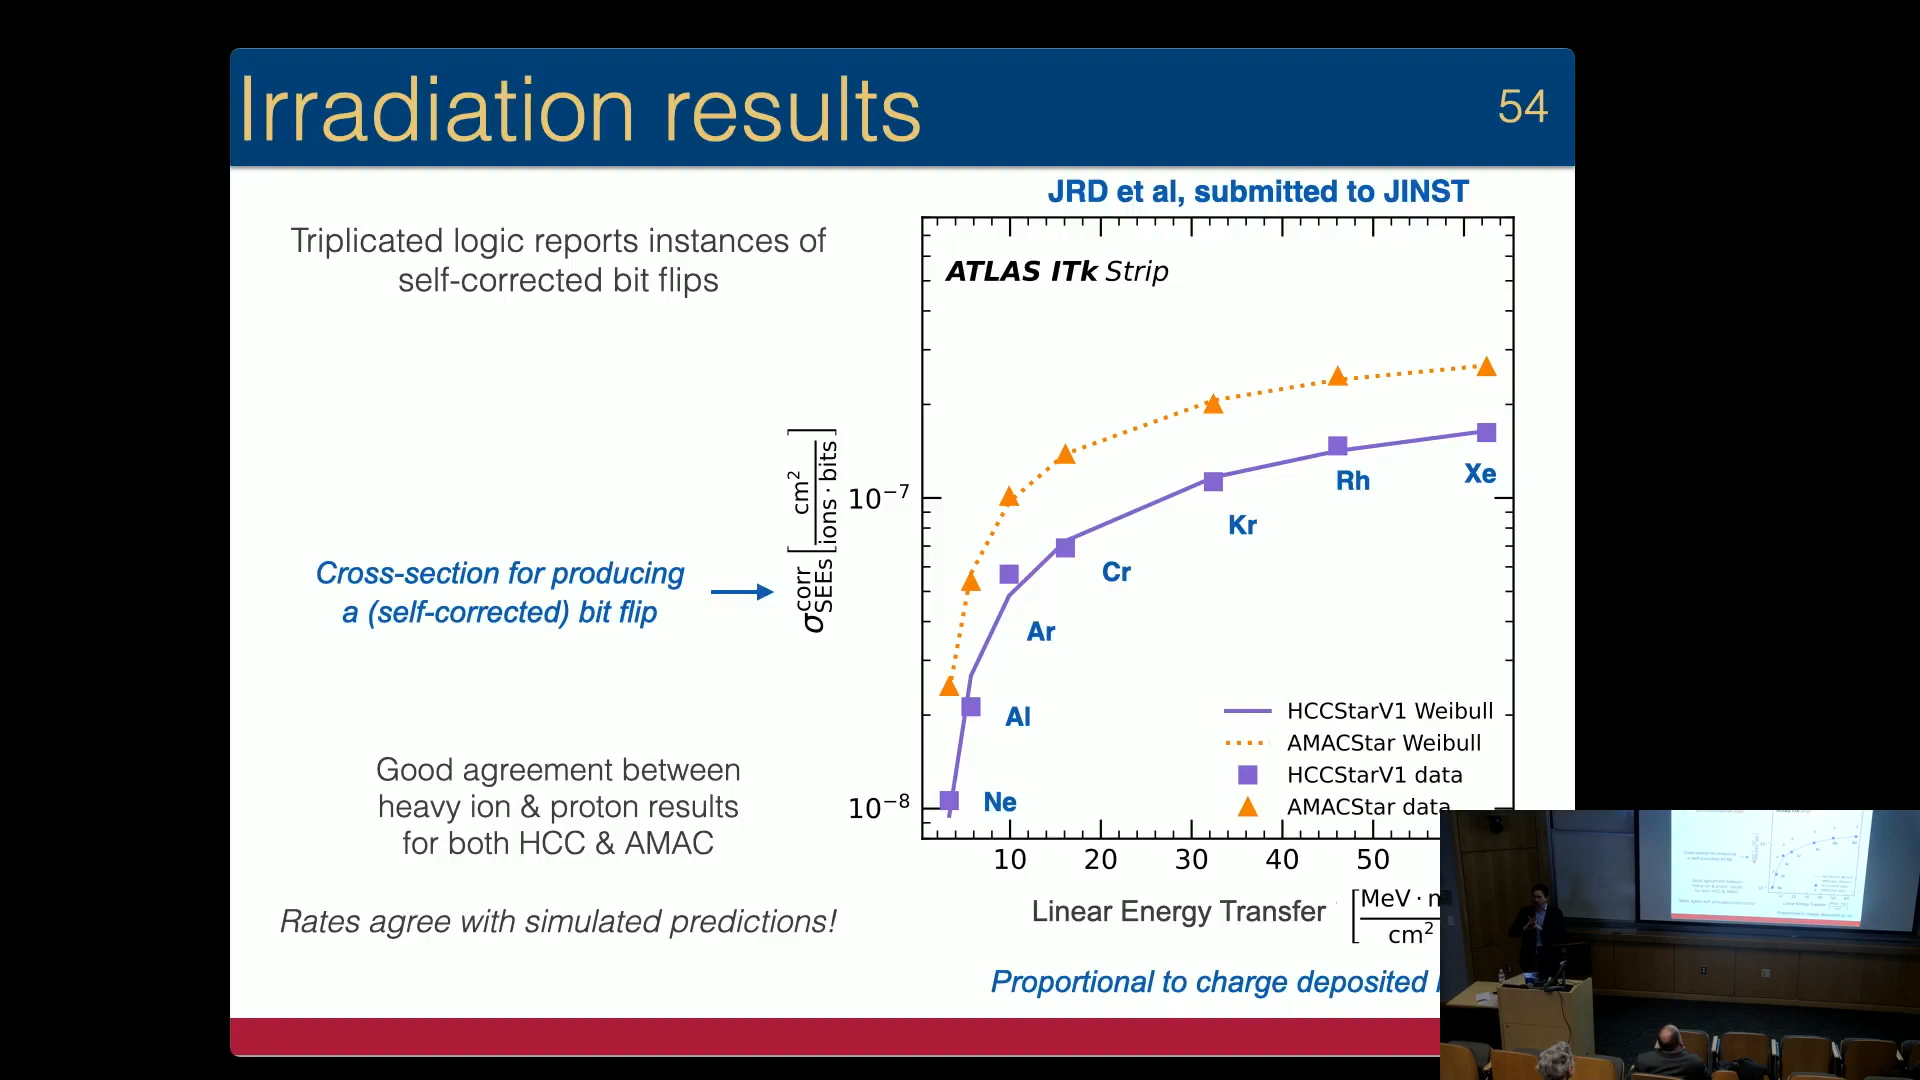 Irradiation results
54
JRD et al, submitted to JINST
Triplicated logic reports instances of
self-corrected bit flips
ATLAS ITk Strip
Cross-section for producing
a (self-corrected) bit flip
σ^corr_SEEs [cm² / ions · bits]
10⁻⁷
10⁻⁸
Rh
Xe
Kr
Cr
Ar
Al
Ne
HCCStarV1 Weibull
AMACStar Weibull
HCCStarV1 data
AMACStar data
Good agreement between
heavy ion & proton results
for both HCC & AMAC
Rates agree with simulated predictions!
10 20 30 40 50
Linear Energy Transfer [MeV · m / cm²
Proportional to charge deposited